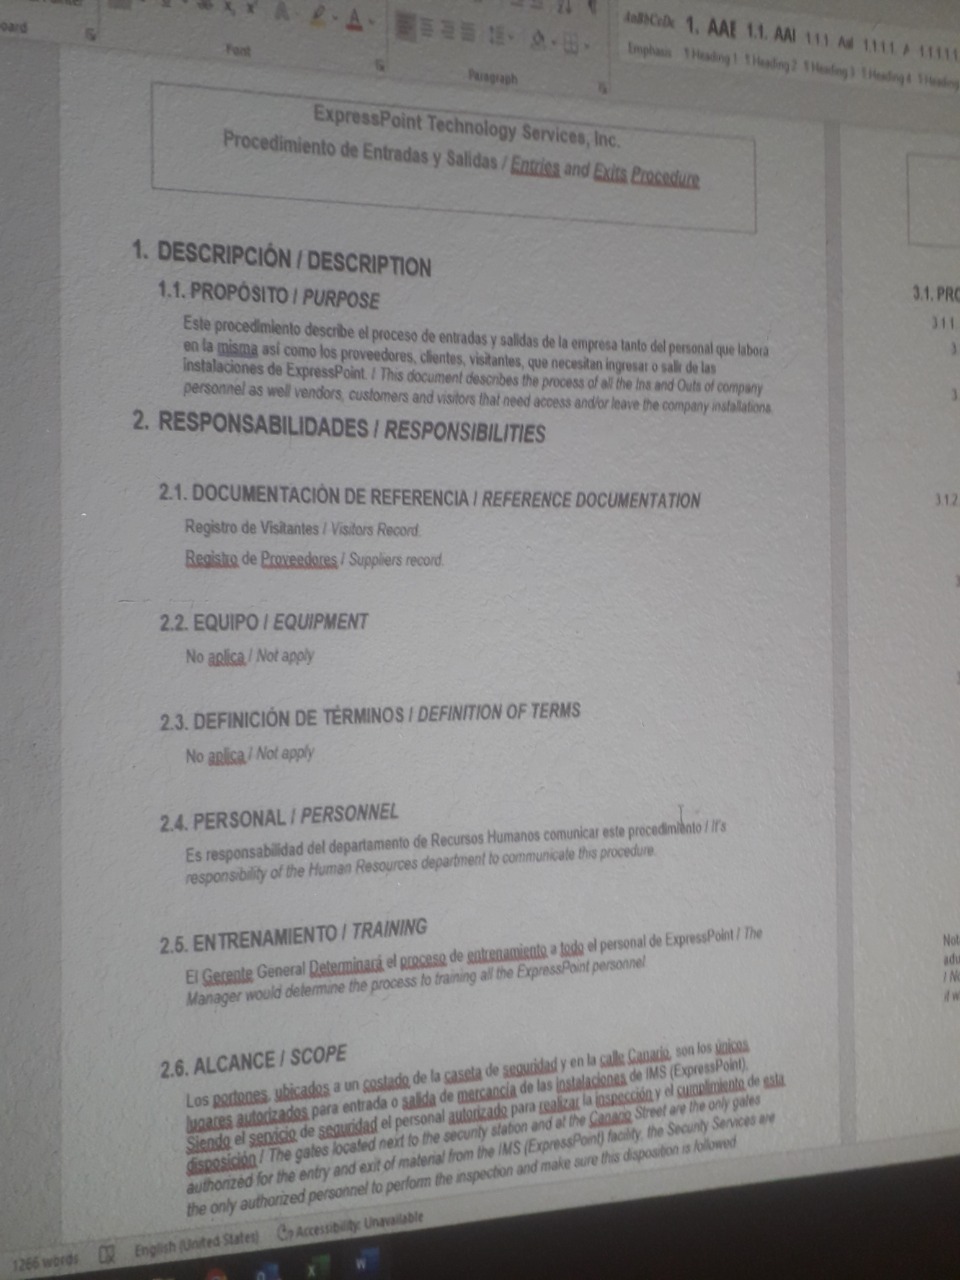 Font
Paragraph
AaBbCcDc 1. AAE 1.1. AAI 1.1.1 Aal 1.1.1.1. A 1.1.1.1.1.
Emphasis ¶ Heading 1 ¶ Heading 2 ¶ Heading 3 ¶ Heading 4 ¶ Heading
ExpressPoint Technology Services, Inc.
Procedimiento de Entradas y Salidas / Entries and Exits Procedure
1. DESCRIPCIÓN / DESCRIPTION
1.1. PROPÓSITO / PURPOSE
Este procedimiento describe el proceso de entradas y salidas de la empresa tanto del personal que labora
en la misma así como los proveedores, clientes, visitantes, que necesitan ingresar o salir de las
instalaciones de ExpressPoint. / This document describes the process of all the Ins and Outs of company
personnel as well vendors, customers and visitors that need access and/or leave the company installations.
2. RESPONSABILIDADES / RESPONSIBILITIES
2.1. DOCUMENTACIÓN DE REFERENCIA / REFERENCE DOCUMENTATION
Registro de Visitantes / Visitors Record.
Registro de Proveedores / Suppliers record.
2.2. EQUIPO / EQUIPMENT
No aplica / Not apply
2.3. DEFINICIÓN DE TÉRMINOS / DEFINITION OF TERMS
No aplica / Not apply
2.4. PERSONAL / PERSONNEL
Es responsabilidad del departamento de Recursos Humanos comunicar este procedimiento / It's
responsibility of the Human Resources department to communicate this procedure.
2.5. ENTRENAMIENTO / TRAINING
El Gerente General Determinará el proceso de entrenamiento a todo el personal de ExpressPoint / The
Manager would determine the process to training all the ExpressPoint personnel.
2.6. ALCANCE / SCOPE
Los portones, ubicados a un costado de la caseta de seguridad y en la calle Canario, son los únicos
lugares autorizados para entrada o salida de mercancía de las instalaciones de IMS (ExpressPoint),
Siendo el servicio de seguridad el personal autorizado para realizar la inspección y el cumplimiento de esta
disposición / The gates located next to the security station and at the Canario Street are the only gates
authorized for the entry and exit of material from the IMS (ExpressPoint) facility, the Security Services are
the only authorized personnel to perform the inspection and make sure this disposition is followed.
3.1. PRO
3.1.1.
3.1.2
Not
1266 words English (United States) Accessibility: Unavailable